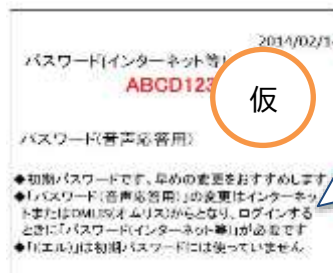 2014/02/1
パスワード(インターネット等)
ABCD123
仮
パスワード(音声応答用)
◆初期パスワードです、早めの変更をおすすめします
◆「パスワード(音声応答用)」の変更はインターネッ
トまたはOMLIS(オムリス)からとなり、ログインする
ときに「パスワード(インターネット等)」が必要です
◆「l(エル)」は初期パスワードには使っていません